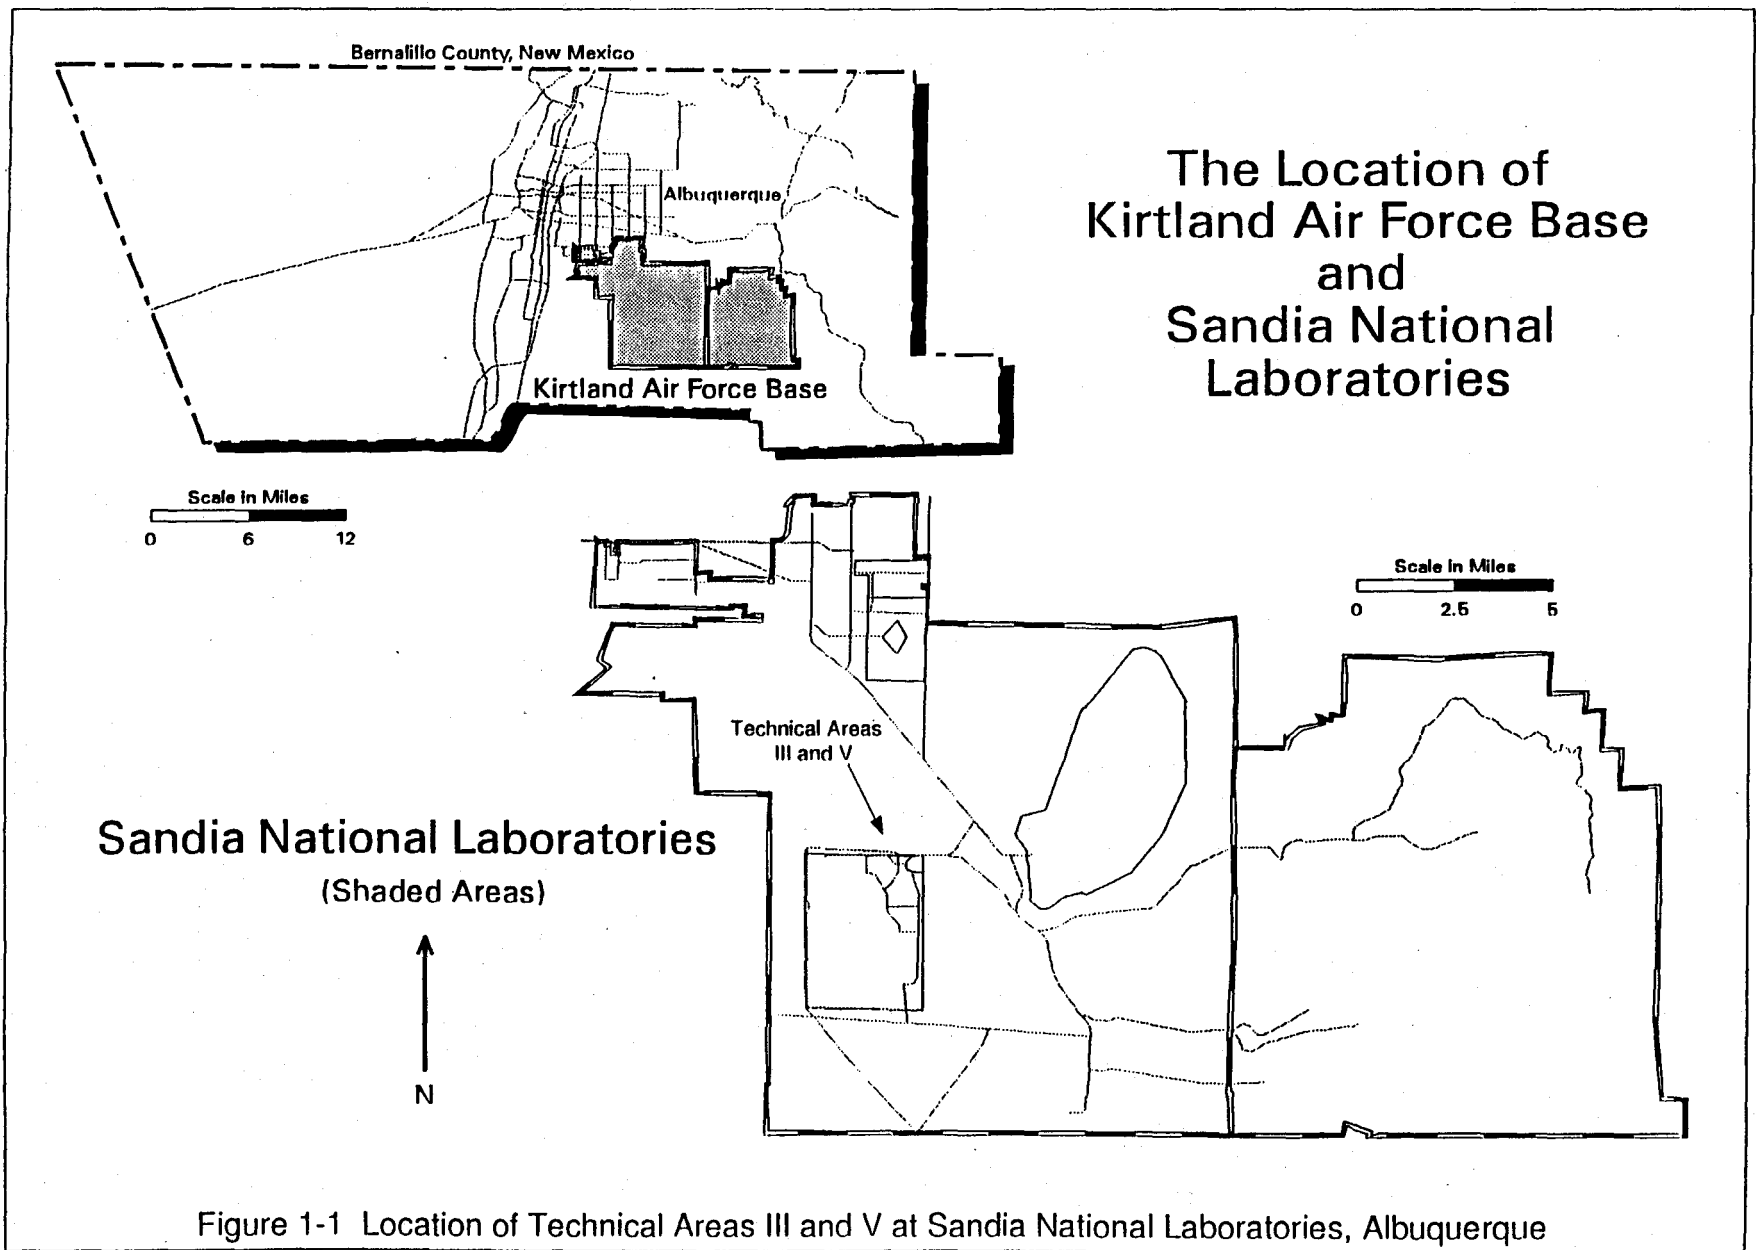 Bernalillo County, New Mexico
Albuquerque
Kirtland Air Force Base
The Location of
Kirtland Air Force Base
and
Sandia National
Laboratories
Scale in Miles
0 6 12
Scale in Miles
0 2.5 5
Technical Areas
III and V
Sandia National Laboratories
(Shaded Areas)
N
Figure 1-1 Location of Technical Areas III and V at Sandia National Laboratories, Albuquerque